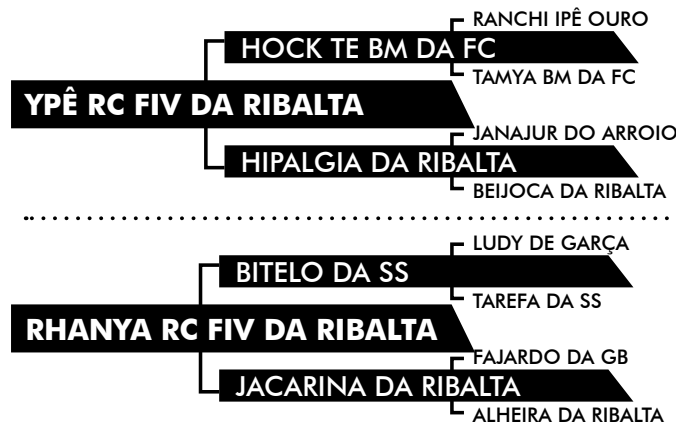 RANCHI IPÊ OURO
HOCK TE BM DA FC
TAMYA BM DA FC
YPÊ RC FIV DA RIBALTA
JANAJUR DO ARROIO
HIPALGIA DA RIBALTA
BEIJOCA DA RIBALTA
LUDY DE GARÇA
BITELO DA SS
TAREFA DA SS
RHANYA RC FIV DA RIBALTA
FAJARDO DA GB
JACARINA DA RIBALTA
ALHEIRA DA RIBALTA